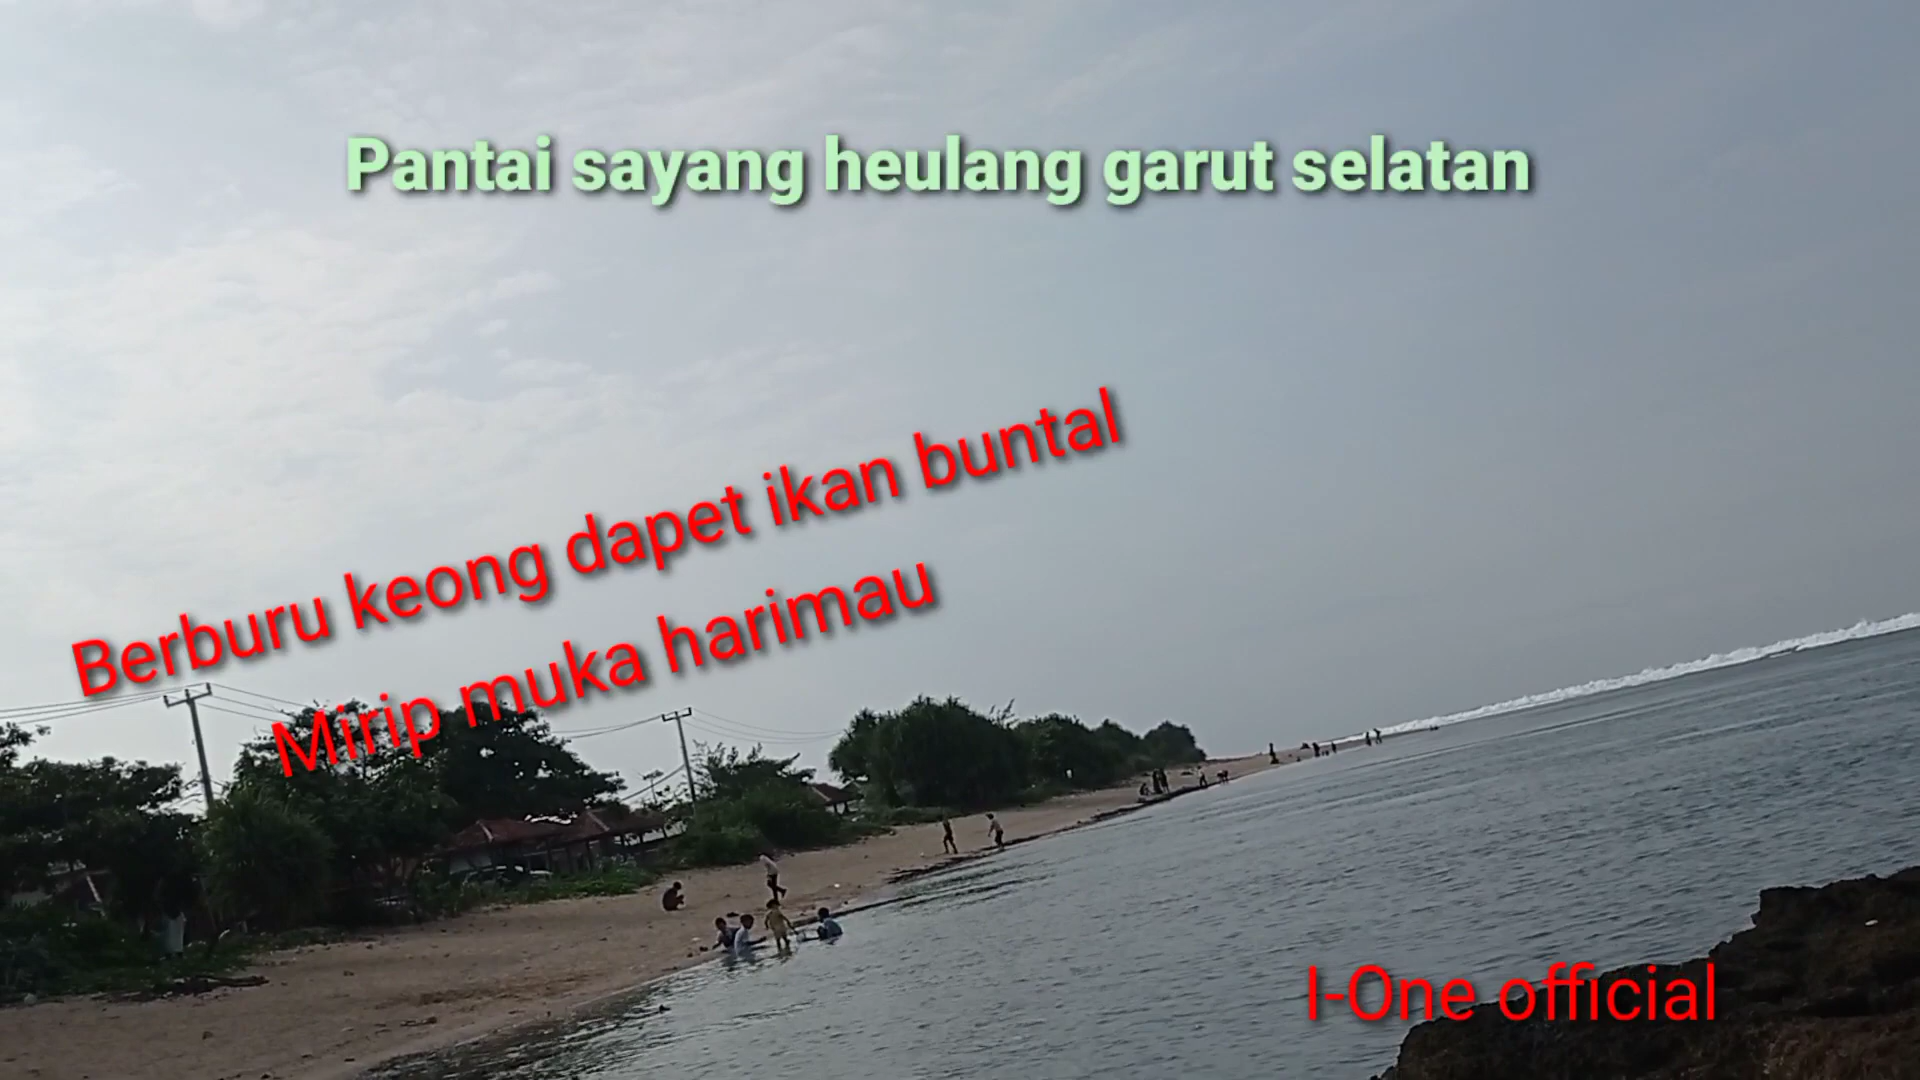 Pantai sayang heulang garut selatan
Berburu keong dapet ikan buntal
Mirip muka harimau
I-One official